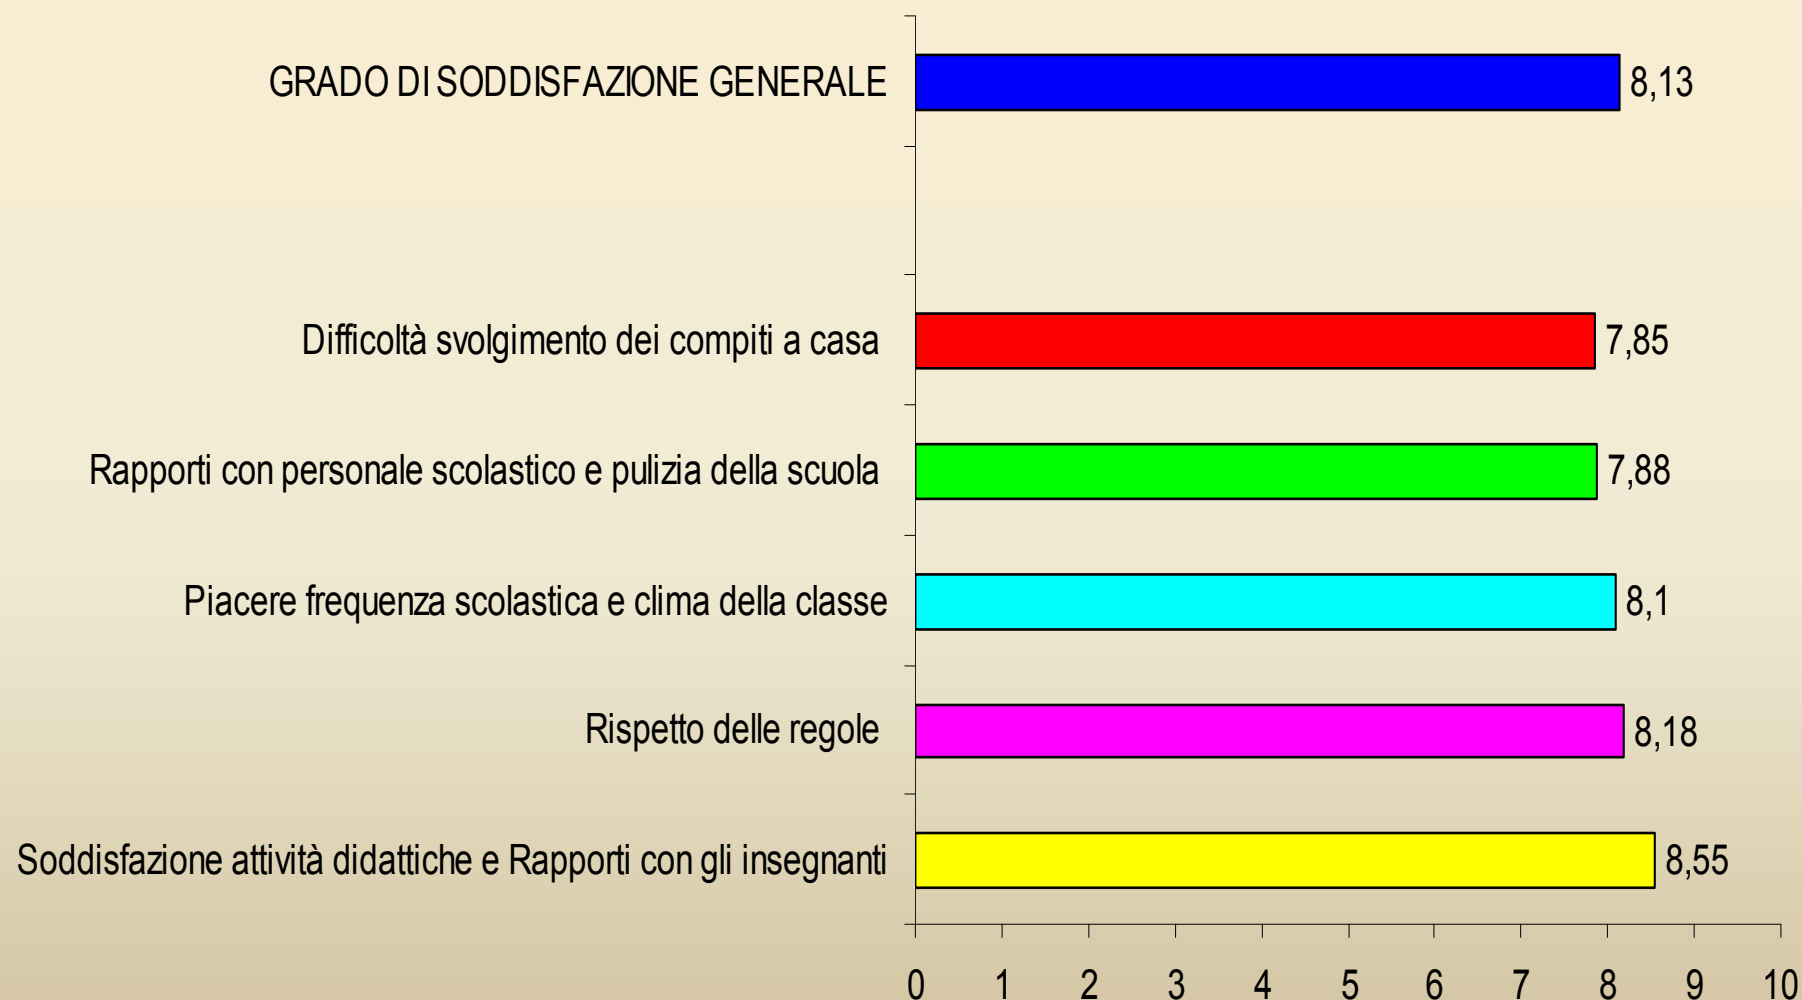 GRADO DI SODDISFAZIONE GENERALE 8,13
Difficoltà svolgimento dei compiti a casa 7,85
Rapporti con personale scolastico e pulizia della scuola 7,88
Piacere frequenza scolastica e clima della classe 8,1
Rispetto delle regole 8,18
Soddisfazione attività didattiche e Rapporti con gli insegnanti 8,55
0 1 2 3 4 5 6 7 8 9 10